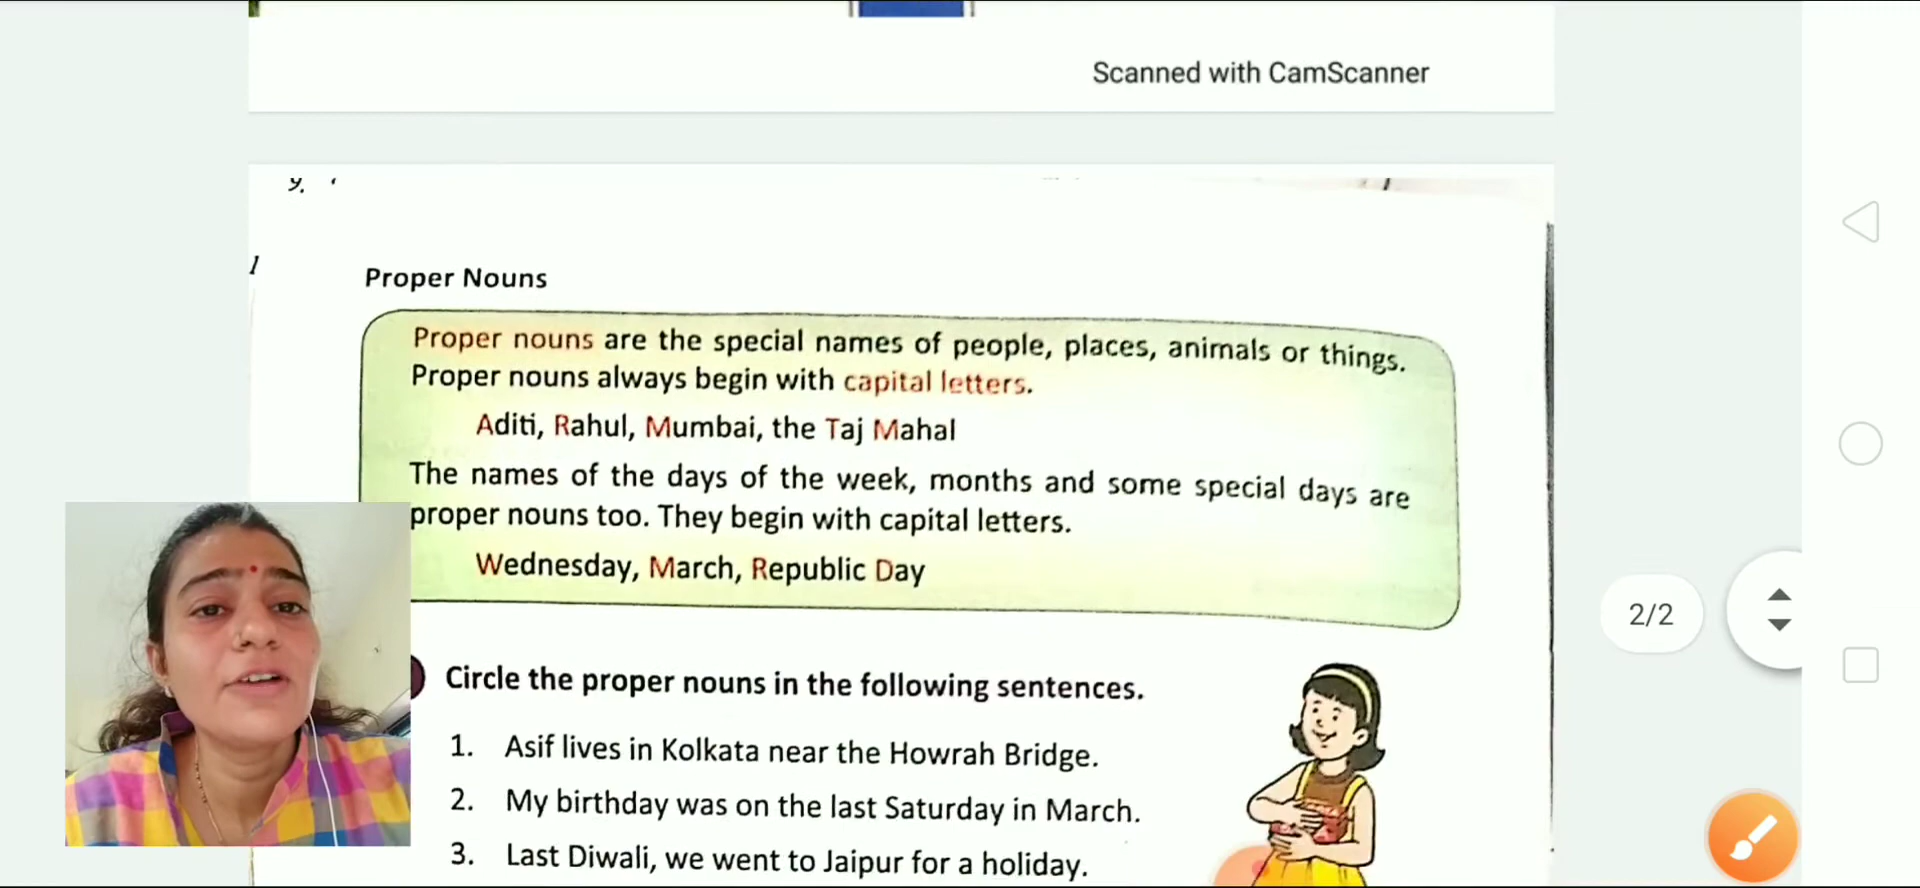 Scanned with CamScanner
y.
Proper Nouns
Proper nouns are the special names of people, places, animals or things.
Proper nouns always begin with capital letters.
Aditi, Rahul, Mumbai, the Taj Mahal
The names of the days of the week, months and some special days are
proper nouns too. They begin with capital letters.
Wednesday, March, Republic Day
2/2
Circle the proper nouns in the following sentences.
1. Asif lives in Kolkata near the Howrah Bridge.
2. My birthday was on the last Saturday in March.
3. Last Diwali, we went to Jaipur for a holiday.